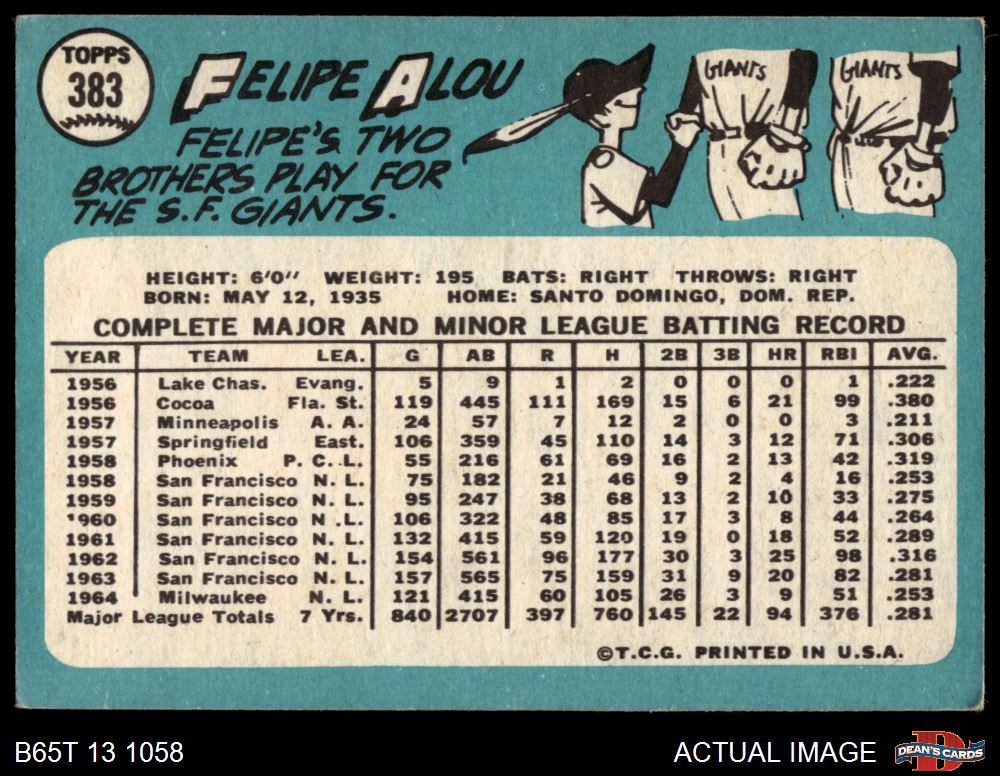 TOPPS
383
FELIPE ALOU
FELIPE'S TWO
BROTHERS PLAY FOR
THE S.F. GIANTS.
GIANTS
GIANTS
HEIGHT: 6'0" WEIGHT: 195 BATS: RIGHT THROWS: RIGHT
BORN: MAY 12, 1935 HOME: SANTO DOMINGO, DOM. REP.
COMPLETE MAJOR AND MINOR LEAGUE BATTING RECORD
YEAR TEAM LEA. G AB R H 2B 3B HR RBI AVG.
1956 Lake Chas. Evang. 5 9 1 2 0 0 0 1 .222
1956 Cocoa Fla. St. 119 445 111 169 15 6 21 99 .380
1957 Minneapolis A. A. 24 57 7 12 2 0 0 3 .211
1957 Springfield East. 106 359 45 110 14 3 12 71 .306
1958 Phoenix P. C. L. 55 216 61 69 16 2 13 42 .319
1958 San Francisco N. L. 75 182 21 46 9 2 4 16 .253
1959 San Francisco N. L. 95 247 38 68 13 2 10 33 .275
1960 San Francisco N .L. 106 322 48 85 17 3 8 44 .264
1961 San Francisco N. L. 132 415 59 120 19 0 18 52 .289
1962 San Francisco N. L. 154 561 96 177 30 3 25 98 .316
1963 San Francisco N. L. 157 565 75 159 31 9 20 82 .281
1964 Milwaukee N. L. 121 415 60 105 26 3 9 51 .253
Major League Totals 7 Yrs. 840 2707 397 760 145 22 94 376 .281
©T.C.G. PRINTED IN U.S.A.
B65T 13 1058
ACTUAL IMAGE
D
DEAN'S CARDS